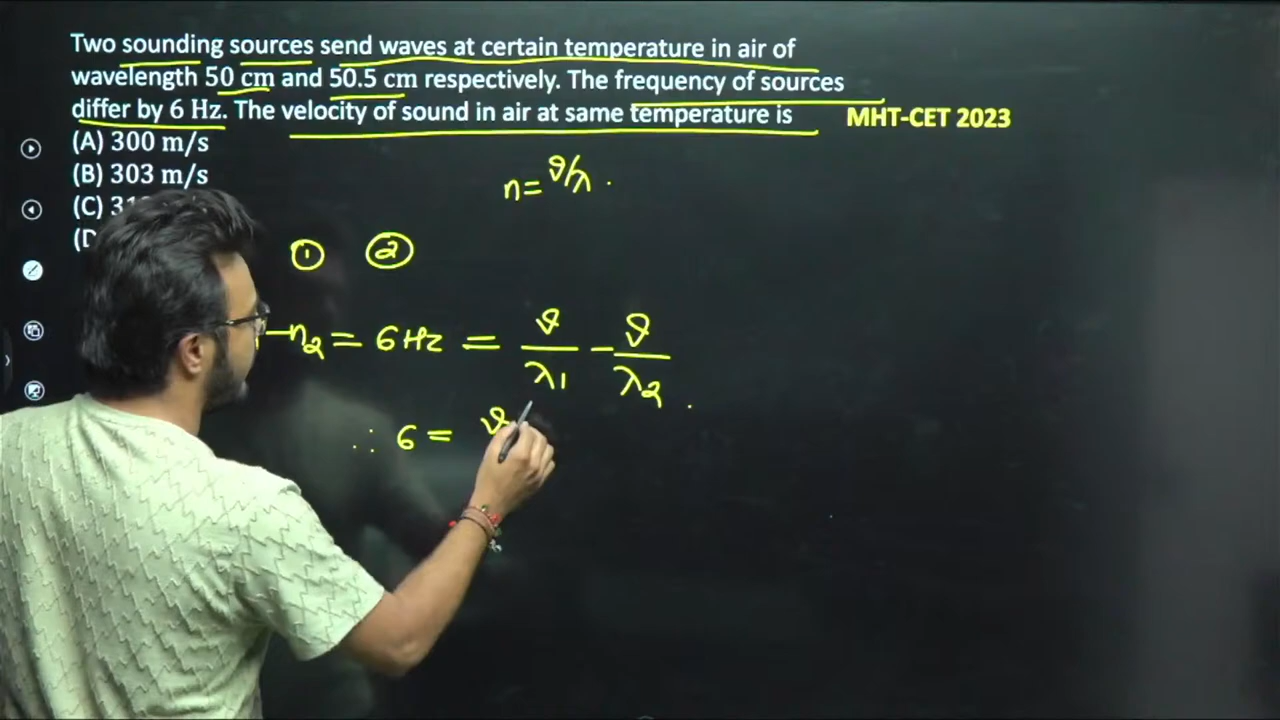 Two sounding sources send waves at certain temperature in air of
wavelength 50 cm and 50.5 cm respectively. The frequency of sources
differ by 6 Hz. The velocity of sound in air at same temperature is
MHT-CET 2023
(A) 300 m/s
(B) 303 m/s
(C)
n = v/λ .
① ②
- n₂ = 6 Hz = v/λ₁ - v/λ₂ .
∴ 6 = v